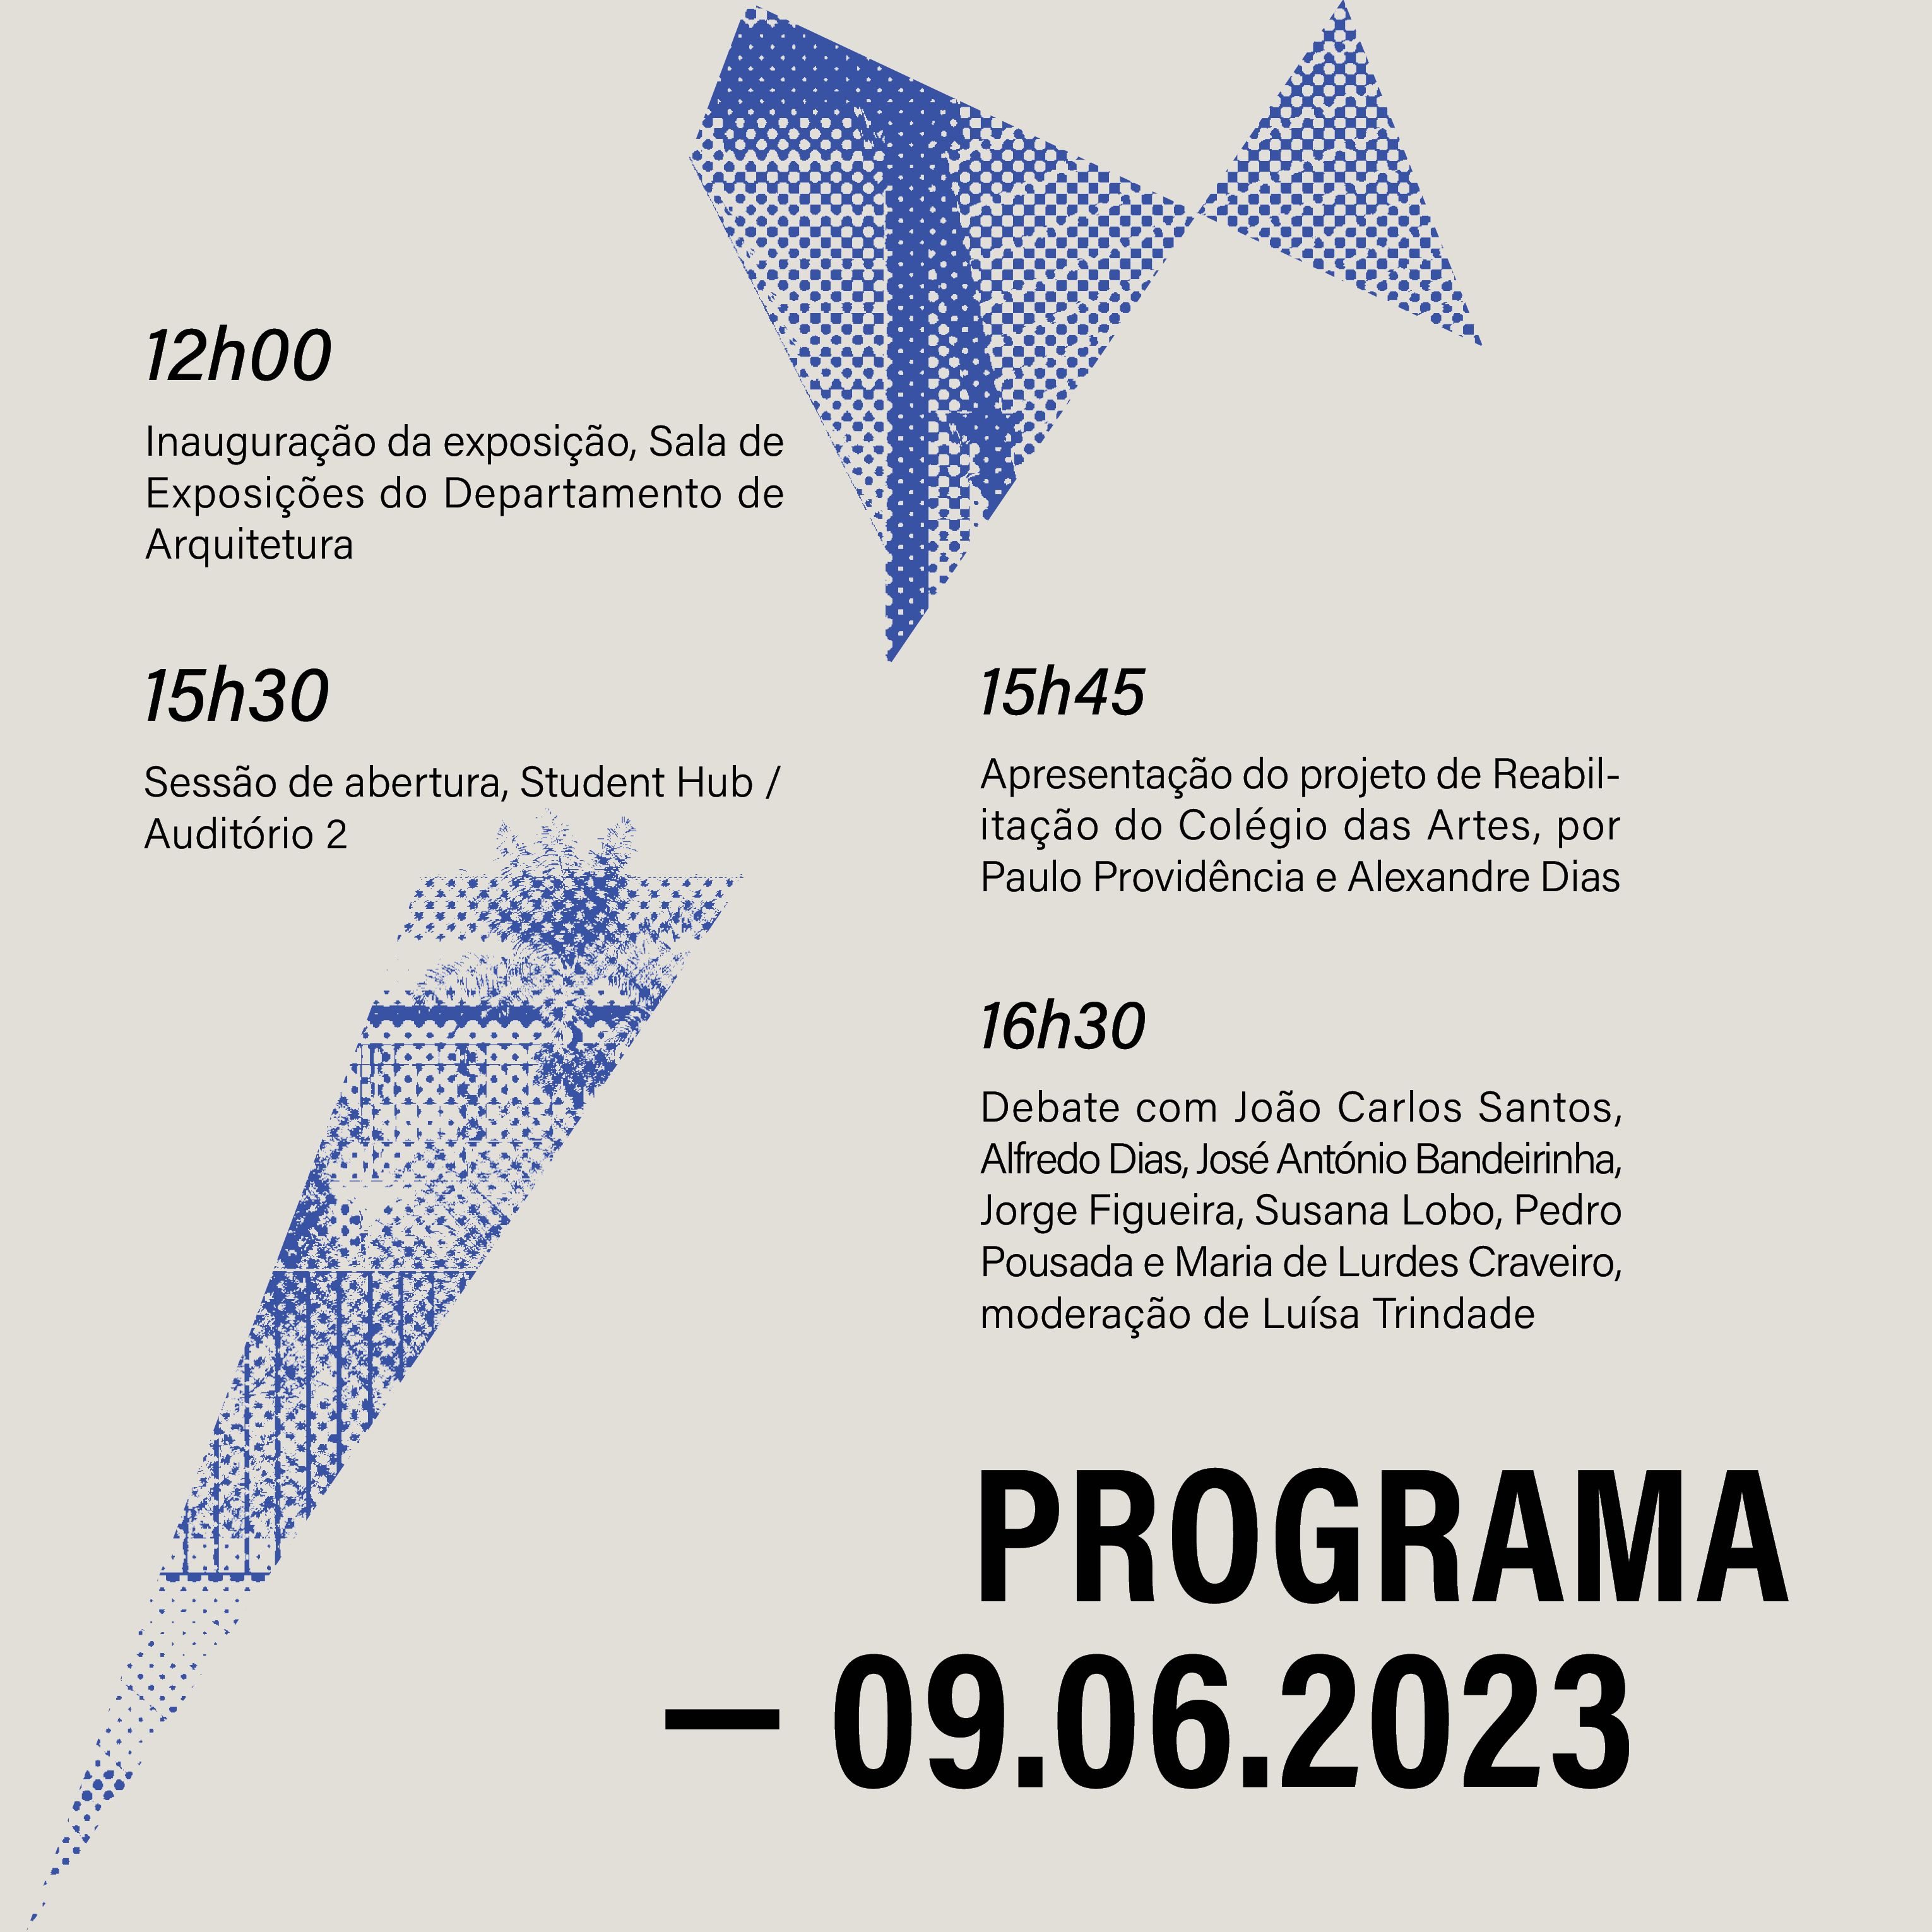 12h00
Inauguração da exposição, Sala de
Exposições do Departamento de
Arquitetura
15h30
Sessão de abertura, Student Hub /
Auditório 2
15h45
Apresentação do projeto de Reabil-
itação do Colégio das Artes, por
Paulo Providência e Alexandre Dias
16h30
Debate com João Carlos Santos,
Alfredo Dias, José António Bandeirinha,
Jorge Figueira, Susana Lobo, Pedro
Pousada e Maria de Lurdes Craveiro,
moderação de Luísa Trindade
PROGRAMA
— 09.06.2023